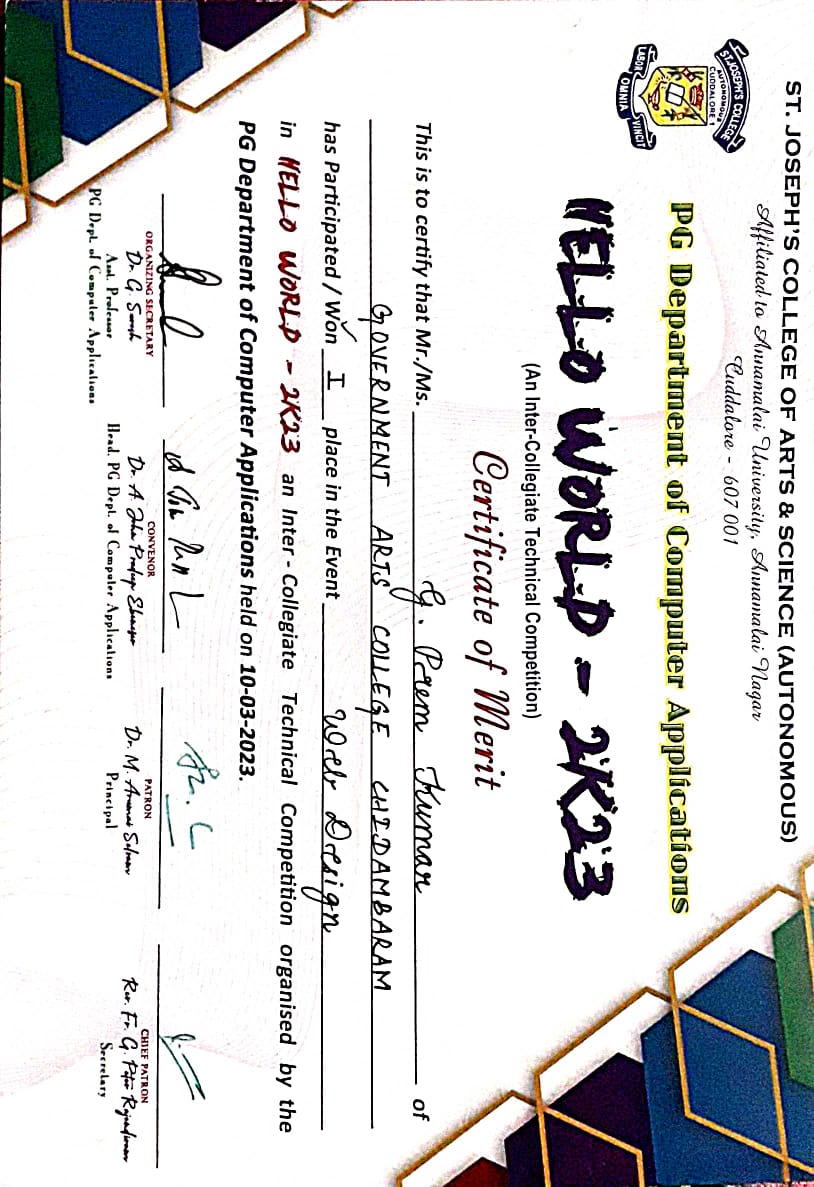 ST. JOSEPH'S COLLEGE OF ARTS & SCIENCE (AUTONOMOUS)
Affiliated to Annamalai University, Annamalai Nagar
Cuddalore - 607 001
ST.JOSEPH'S COLLEGE
AUTONOMOUS
CUDDALORE 1
LABOR OMNIA VINCIT
PG Department of Computer Applications
HELLO WORLD - 2K23
(An Inter-Collegiate Technical Competition)
Certificate of Merit
This is to certify that Mr./Ms. G. Prem Kumar of
GOVERNMENT ARTS COLLEGE CHIDAMBARAM
has Participated / Won I place in the Event Web Design
in HELLO WORLD - 2K23 an Inter - Collegiate Technical Competition organised by the
PG Department of Computer Applications held on 10-03-2023.
ORGANIZING SECRETARY
Dr. G. Suresh
Asst. Professor
PG Dept. of Computer Applications
CONVENOR
Dr. A. John Pradeep Ebenezer
Head, PG Dept. of Computer Applications
PATRON
Dr. M. Arumai Selvam
Principal
CHIEF PATRON
Rev. Fr. G. Peter Rajendiram
Secretary